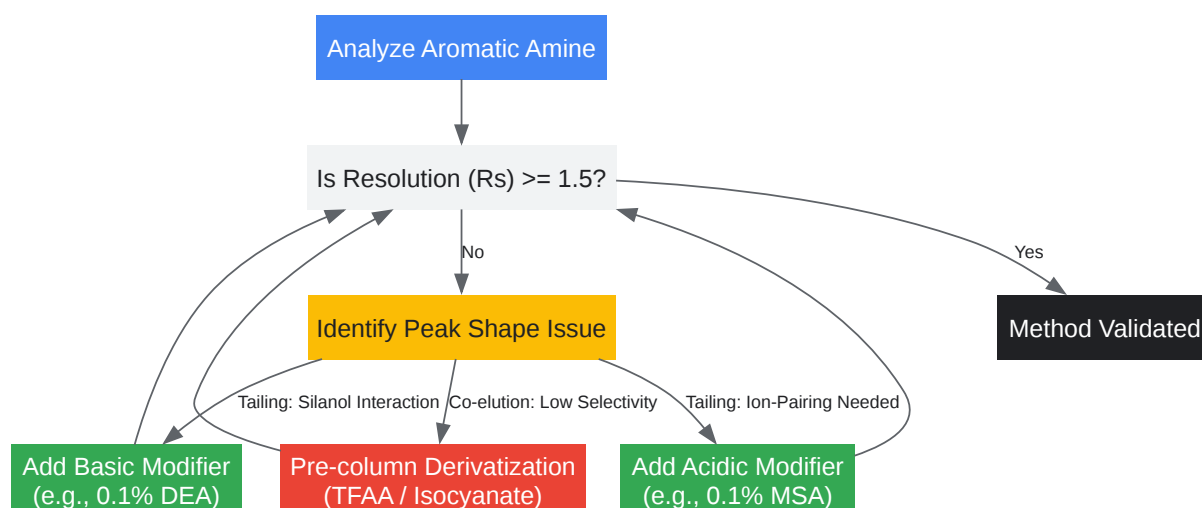 Analyze Aromatic Amine
Is Resolution (Rs) >= 1.5?
No
Yes
Identify Peak Shape Issue
Method Validated
Tailing: Silanol Interaction
Co-elution: Low Selectivity
Tailing: Ion-Pairing Needed
Add Basic Modifier
(e.g., 0.1% DEA)
Pre-column Derivatization
(TFAA / Isocyanate)
Add Acidic Modifier
(e.g., 0.1% MSA)